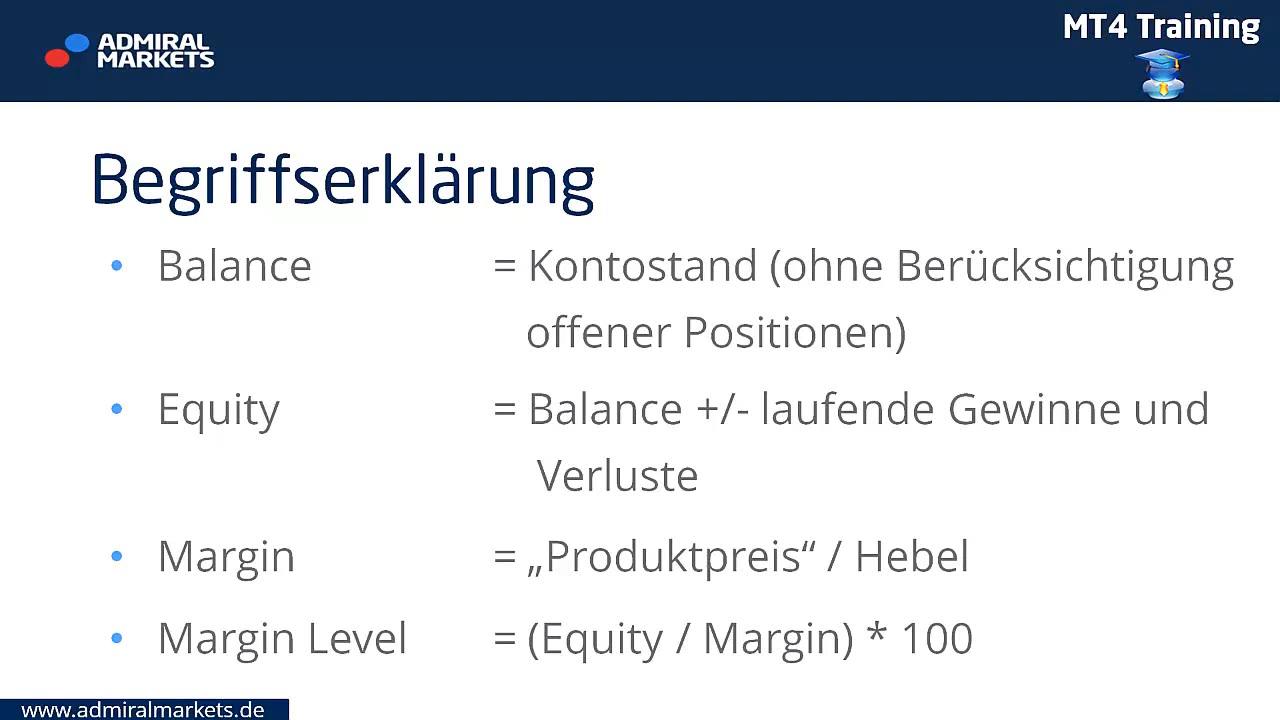 ADMIRAL
MARKETS
MT4 Training
Begriffserklärung
• Balance = Kontostand (ohne Berücksichtigung
offener Positionen)
• Equity = Balance +/- laufende Gewinne und
Verluste
• Margin = „Produktpreis“ / Hebel
• Margin Level = (Equity / Margin) * 100
www.admiralmarkets.de